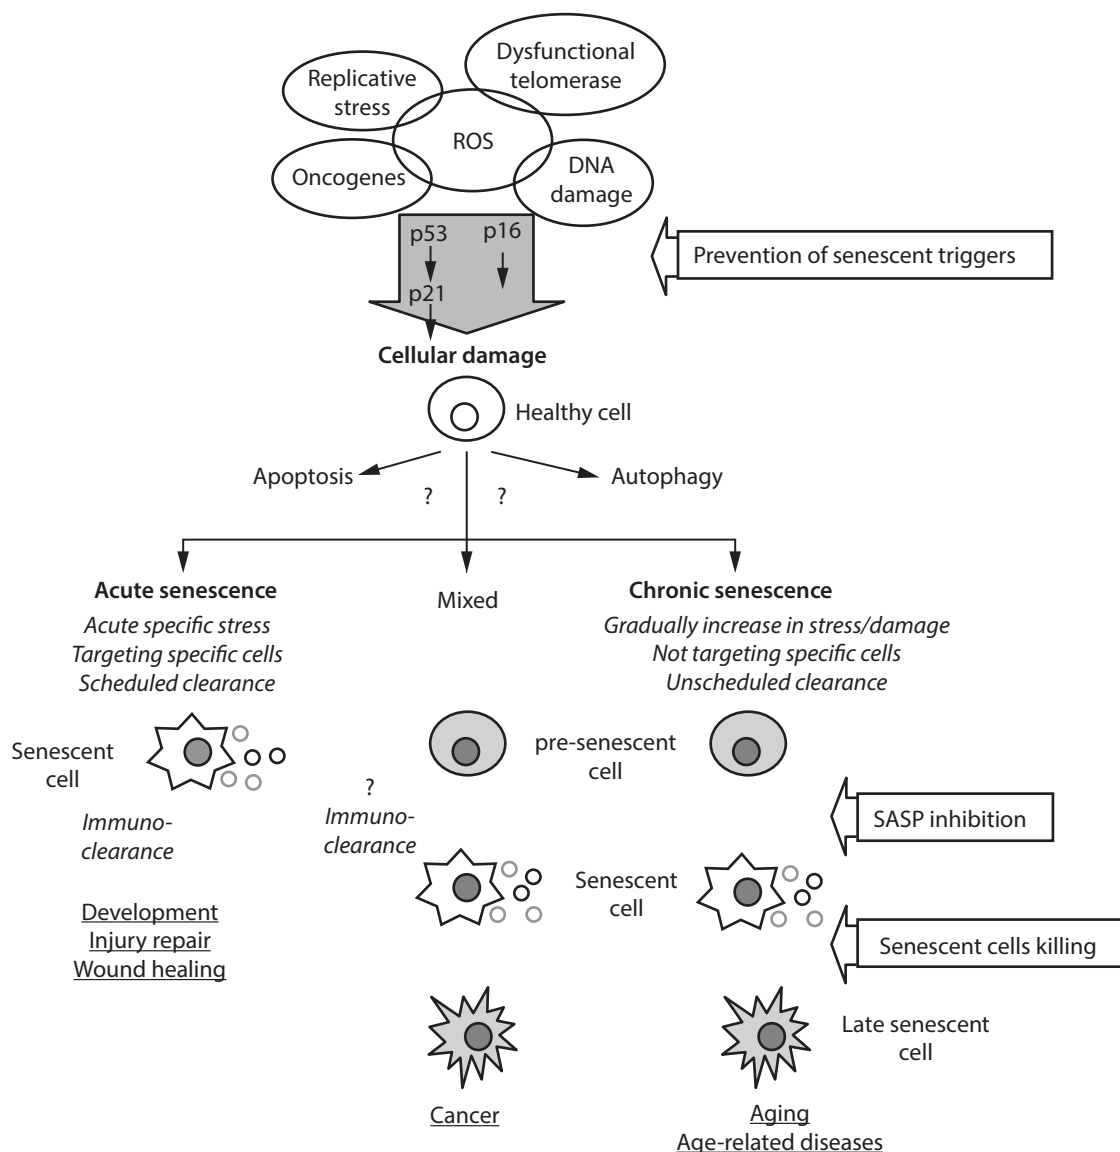 Dysfunctional
telomerase
Replicative
stress
ROS
Oncogenes
DNA
damage
p53
p16
p21
Prevention of senescent triggers
Cellular damage
Healthy cell
Apoptosis
Autophagy
?
?
Acute senescence
Acute specific stress
Targeting specific cells
Scheduled clearance
Mixed
Chronic senescence
Gradually increase in stress/damage
Not targeting specific cells
Unscheduled clearance
Senescent
cell
pre-senescent
cell
Immuno-
clearance
?
Immuno-
clearance
SASP inhibition
Senescent
cell
Development
Injury repair
Wound healing
Senescent cells killing
Late senescent
cell
Cancer
Aging
Age-related diseases